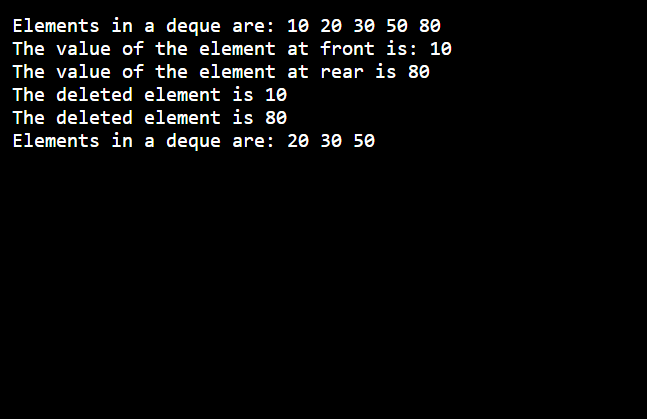 Elements in a deque are: 10 20 30 50 80
The value of the element at front is: 10
The value of the element at rear is 80
The deleted element is 10
The deleted element is 80
Elements in a deque are: 20 30 50